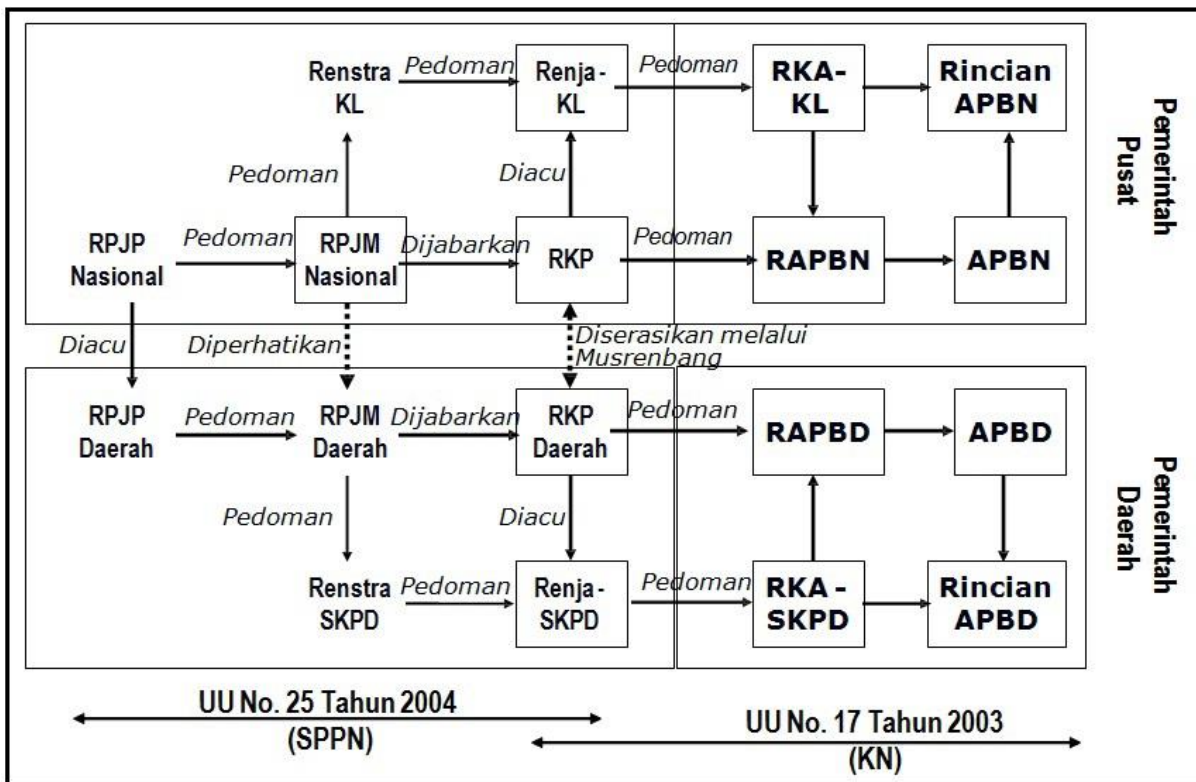 Renstra
KL
Pedoman
Renja -
KL
Pedoman
RKA-
KL
Rincian
APBN
Pemerintah
Pusat
Pedoman
Diacu
RPJP
Nasional
Pedoman
RPJM
Nasional
Dijabarkan
RKP
Pedoman
RAPBN
APBN
Diacu
Diperhatikan
Diserasikan melalui
Musrenbang
RPJP
Daerah
Pedoman
RPJM
Daerah
Dijabarkan
RKP
Daerah
Pedoman
RAPBD
APBD
Pemerintah
Daerah
Pedoman
Diacu
Renstra
SKPD
Pedoman
Renja -
SKPD
Pedoman
RKA -
SKPD
Rincian
APBD
UU No. 25 Tahun 2004
(SPPN)
UU No. 17 Tahun 2003
(KN)